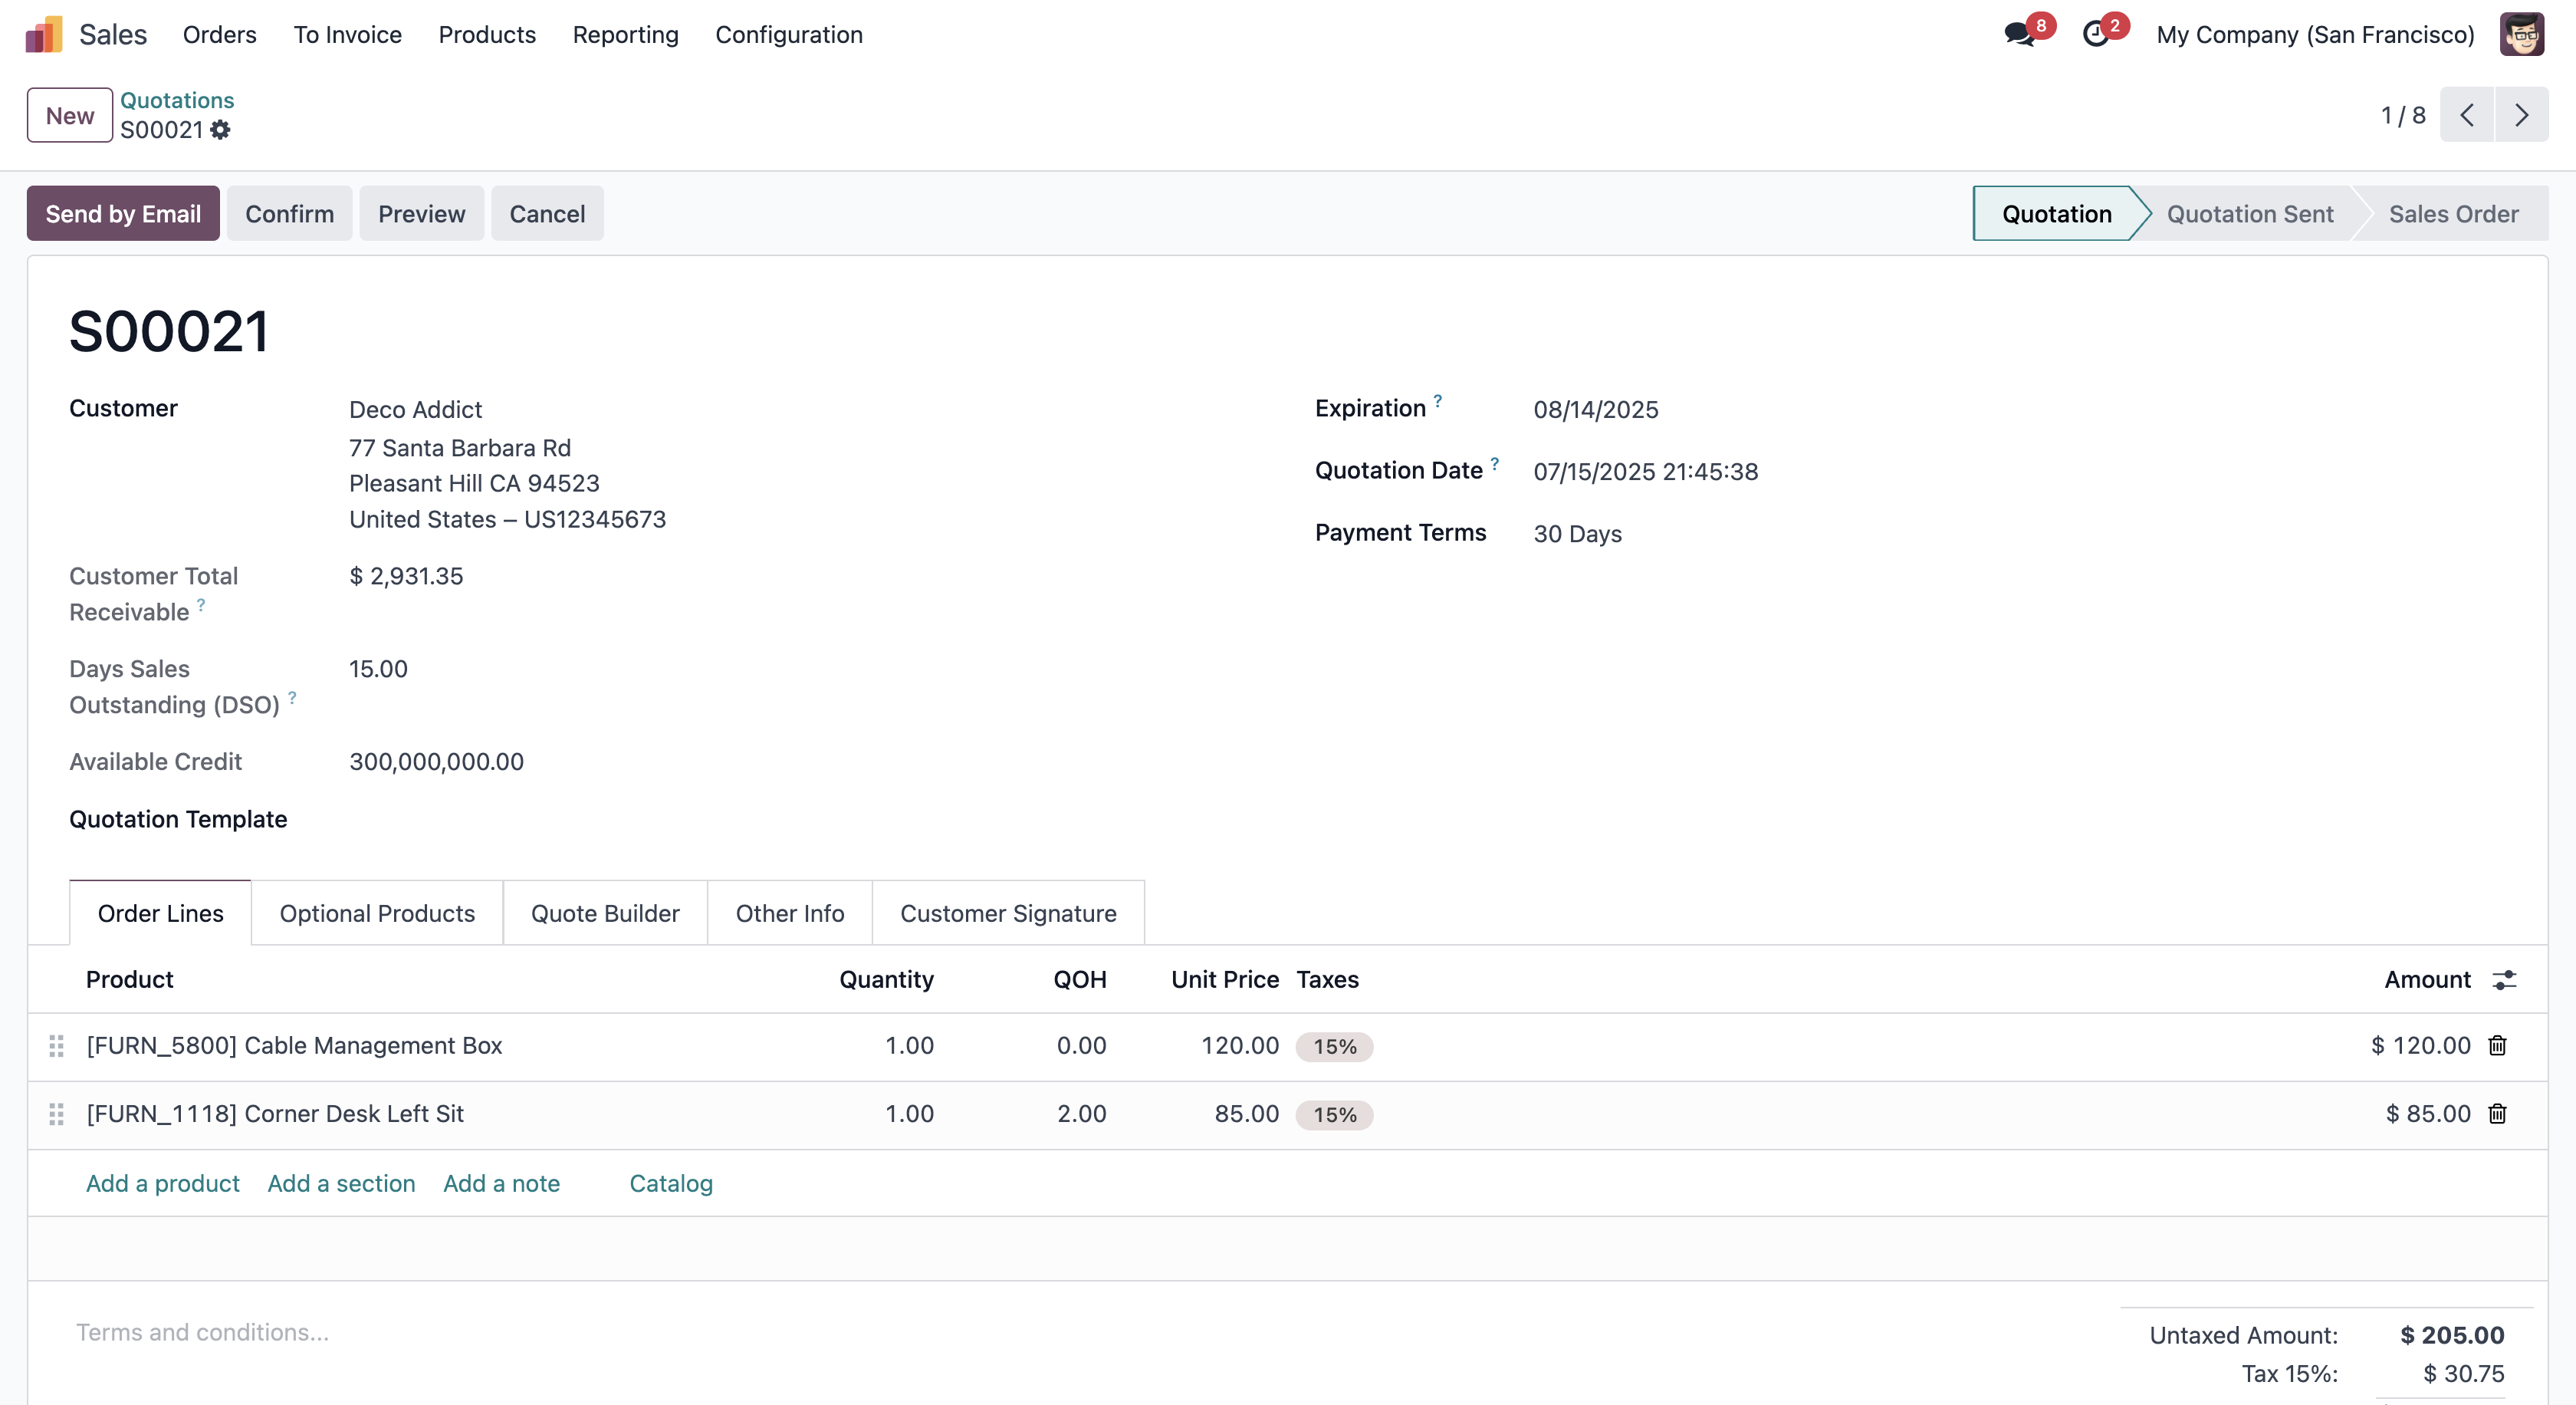 Sales Orders To Invoice Products Reporting Configuration 8 2 My Company (San Francisco)
New Quotations 1 / 8
S00021
Send by Email Confirm Preview Cancel Quotation Quotation Sent Sales Order
S00021
Customer Deco Addict Expiration ? 08/14/2025
77 Santa Barbara Rd
Pleasant Hill CA 94523 Quotation Date ? 07/15/2025 21:45:38
United States – US12345673 Payment Terms 30 Days
Customer Total $ 2,931.35
Receivable ?
Days Sales 15.00
Outstanding (DSO) ?
Available Credit 300,000,000.00
Quotation Template
Order Lines Optional Products Quote Builder Other Info Customer Signature
Product Quantity QOH Unit Price Taxes Amount
[FURN_5800] Cable Management Box 1.00 0.00 120.00 15% $ 120.00
[FURN_1118] Corner Desk Left Sit 1.00 2.00 85.00 15% $ 85.00
Add a product Add a section Add a note Catalog
Terms and conditions... Untaxed Amount: $ 205.00
Tax 15%: $ 30.75